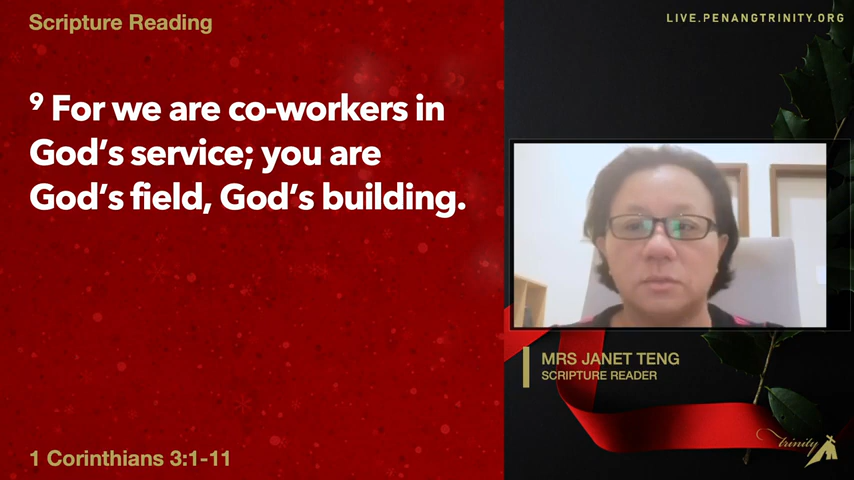 Scripture Reading
LIVE.PENANGTRINITY.ORG
⁹ For we are co-workers in
God’s service; you are
God’s field, God’s building.
MRS JANET TENG
SCRIPTURE READER
1 Corinthians 3:1-11
trinity